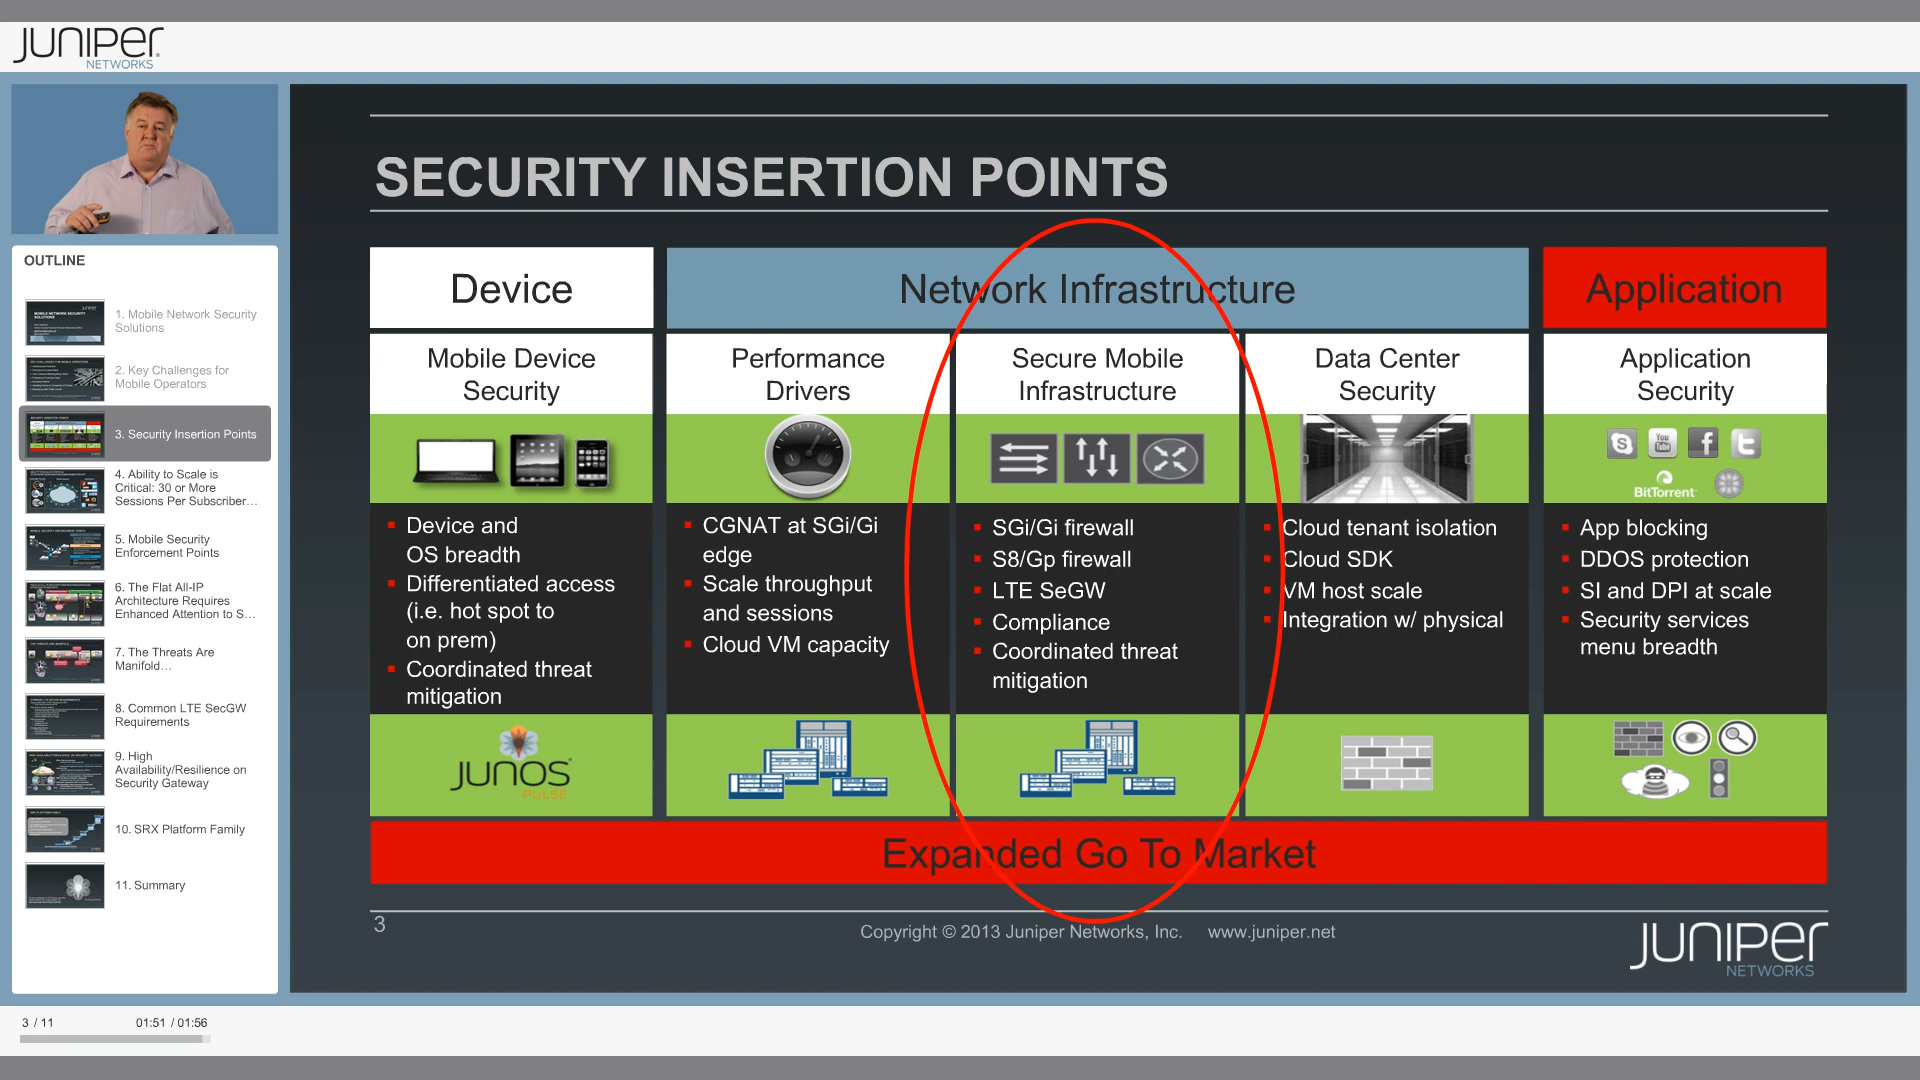 JUNIPER
NETWORKS
OUTLINE
1. Mobile Network Security
Solutions
2. Key Challenges for
Mobile Operators
3. Security Insertion Points
4. Ability to Scale is
Critical: 30 or More
Sessions Per Subscriber…
5. Mobile Security
Enforcement Points
6. The Flat All-IP
Architecture Requires
Enhanced Attention to S…
7. The Threats Are
Manifold…
8. Common LTE SecGW
Requirements
9. High
Availability/Resilience on
Security Gateway
10. SRX Platform Family
11. Summary
3 / 11
01:51 / 01:56
SECURITY INSERTION POINTS
Device
Network Infrastructure
Application
Mobile Device
Security
Performance
Drivers
Secure Mobile
Infrastructure
Data Center
Security
Application
Security
You
Tube
BitTorrent
Device and
OS breadth
Differentiated access
(i.e. hot spot to
on prem)
Coordinated threat
mitigation
CGNAT at SGi/Gi
edge
Scale throughput
and sessions
Cloud VM capacity
SGi/Gi firewall
S8/Gp firewall
LTE SeGW
Compliance
Coordinated threat
mitigation
Cloud tenant isolation
Cloud SDK
VM host scale
Integration w/ physical
App blocking
DDOS protection
SI and DPI at scale
Security services
menu breadth
JUNOS
PULSE
Expanded Go To Market
3
Copyright © 2013 Juniper Networks, Inc. www.juniper.net
JUNIPER
NETWORKS